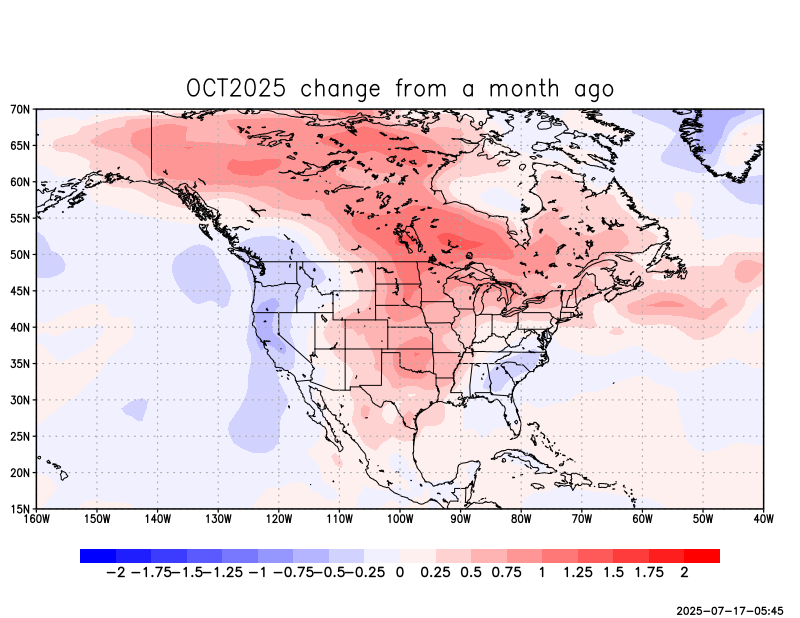 OCT2025 change from a month ago
70N
65N
60N
55N
50N
45N
40N
35N
30N
25N
20N
15N
160W 150W 140W 130W 120W 110W 100W 90W 80W 70W 60W 50W 40W
−2 −1.75 −1.5 −1.25 −1 −0.75 −0.5 −0.25 0 0.25 0.5 0.75 1 1.25 1.5 1.75 2
2025-07-17-05:45